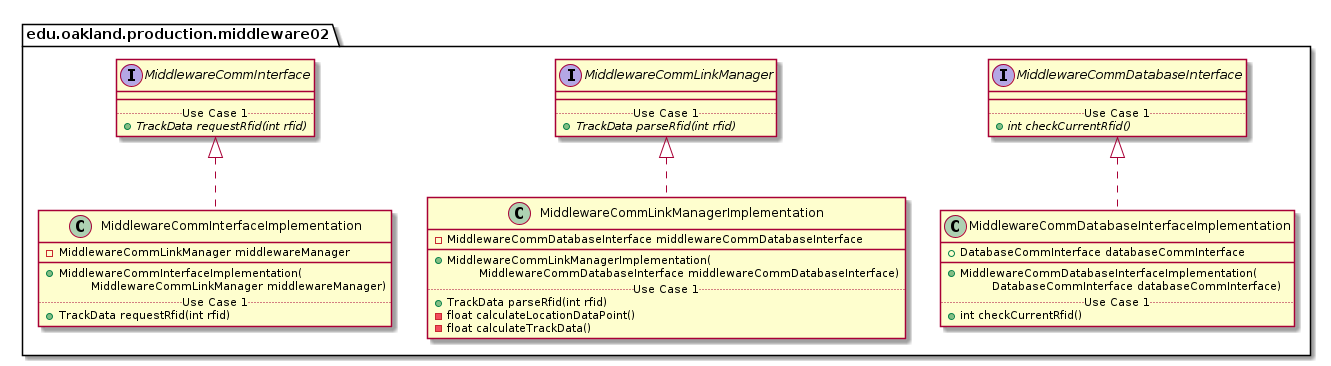 edu.oakland.production.middleware02
I MiddlewareCommInterface
Use Case 1
TrackData requestRfid(int rfid)
I MiddlewareCommLinkManager
Use Case 1
TrackData parseRfid(int rfid)
I MiddlewareCommDatabaseInterface
Use Case 1
int checkCurrentRfid()
C MiddlewareCommInterfaceImplementation
MiddlewareCommLinkManager middlewareManager
MiddlewareCommInterfaceImplementation(
MiddlewareCommLinkManager middlewareManager)
Use Case 1
TrackData requestRfid(int rfid)
C MiddlewareCommLinkManagerImplementation
MiddlewareCommDatabaseInterface middlewareCommDatabaseInterface
MiddlewareCommLinkManagerImplementation(
MiddlewareCommDatabaseInterface middlewareCommDatabaseInterface)
Use Case 1
TrackData parseRfid(int rfid)
float calculateLocationDataPoint()
float calculateTrackData()
C MiddlewareCommDatabaseInterfaceImplementation
DatabaseCommInterface databaseCommInterface
MiddlewareCommDatabaseInterfaceImplementation(
DatabaseCommInterface databaseCommInterface)
Use Case 1
int checkCurrentRfid()